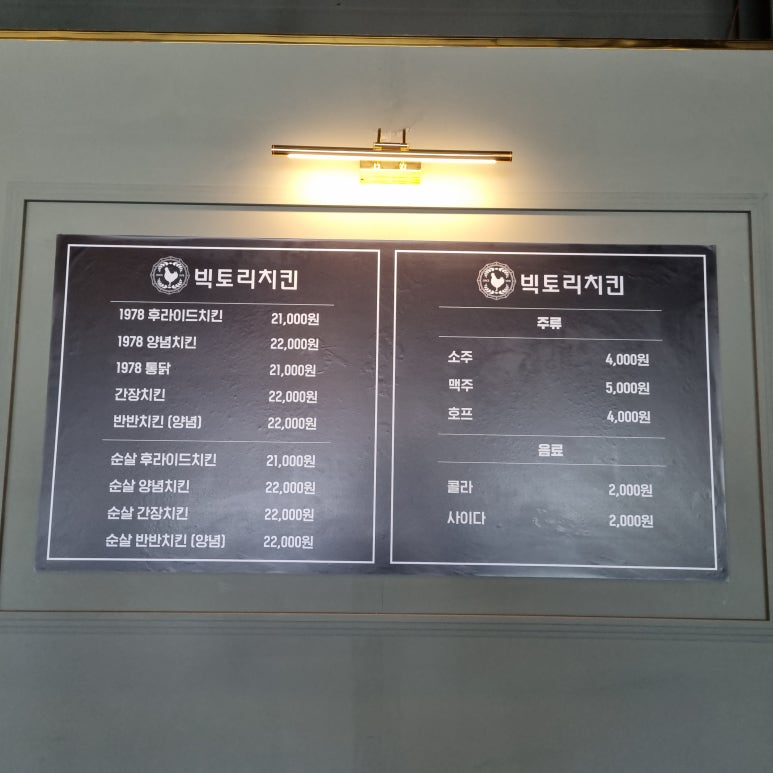 빅토리치킨
1978 후라이드치킨 21,000원
1978 양념치킨 22,000원
1978 통닭 21,000원
간장치킨 22,000원
반반치킨 (양념) 22,000원
순살 후라이드치킨 21,000원
순살 양념치킨 22,000원
순살 간장치킨 22,000원
순살 반반치킨 (양념) 22,000원
빅토리치킨
주류
소주 4,000원
맥주 5,000원
호프 4,000원
음료
콜라 2,000원
사이다 2,000원